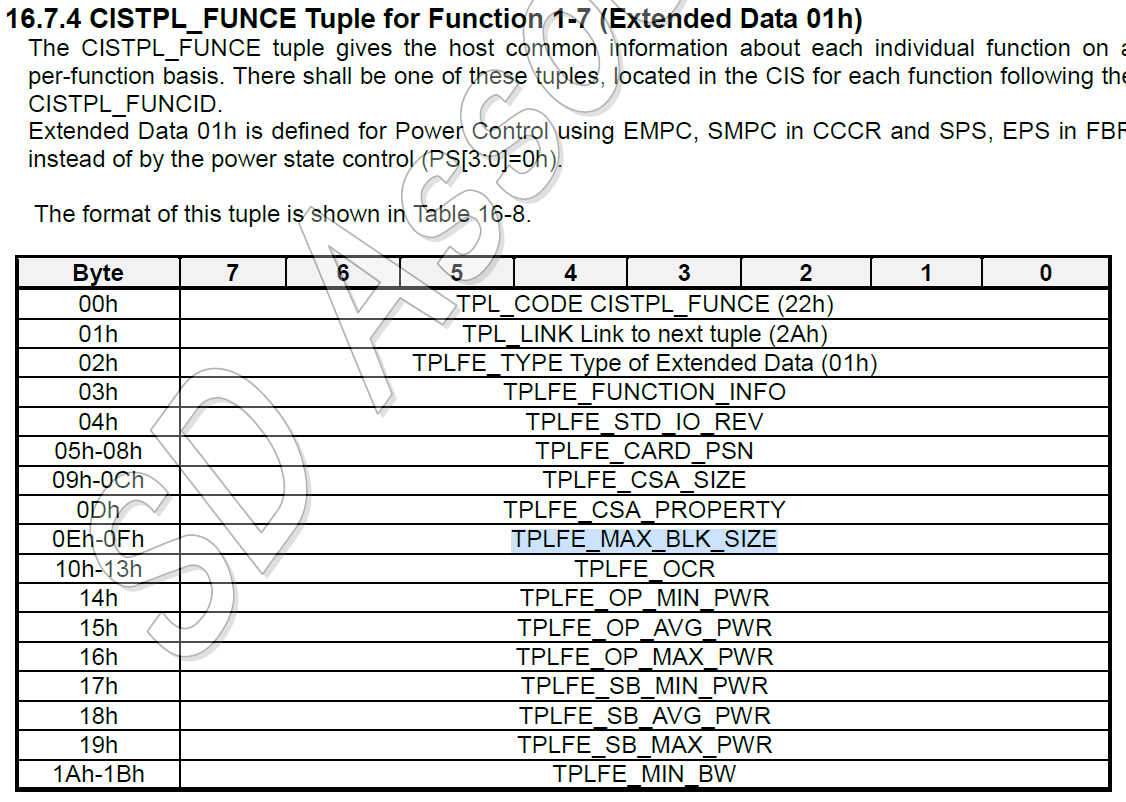 16.7.4 CISTPL_FUNCE Tuple for Function 1-7 (Extended Data 01h)
The CISTPL_FUNCE tuple gives the host common information about each individual function on
per-function basis. There shall be one of these tuples, located in the CIS for each function following the
CISTPL_FUNCID.
Extended Data 01h is defined for Power Control using EMPC, SMPC in CCCR and SPS, EPS in FBR
instead of by the power state control (PS[3:0]=0h).
The format of this tuple is shown in Table 16-8.
Byte 7 6 5 4 3 2 1 0
00h TPL_CODE CISTPL_FUNCE (22h)
01h TPL_LINK Link to next tuple (2Ah)
02h TPLFE_TYPE Type of Extended Data (01h)
03h TPLFE_FUNCTION_INFO
04h TPLFE_STD_IO_REV
05h-08h TPLFE_CARD_PSN
09h-0Ch TPLFE_CSA_SIZE
0Dh TPLFE_CSA_PROPERTY
0Eh-0Fh TPLFE_MAX_BLK_SIZE
10h-13h TPLFE_OCR
14h TPLFE_OP_MIN_PWR
15h TPLFE_OP_AVG_PWR
16h TPLFE_OP_MAX_PWR
17h TPLFE_SB_MIN_PWR
18h TPLFE_SB_AVG_PWR
19h TPLFE_SB_MAX_PWR
1Ah-1Bh TPLFE_MIN_BW
SD Asso